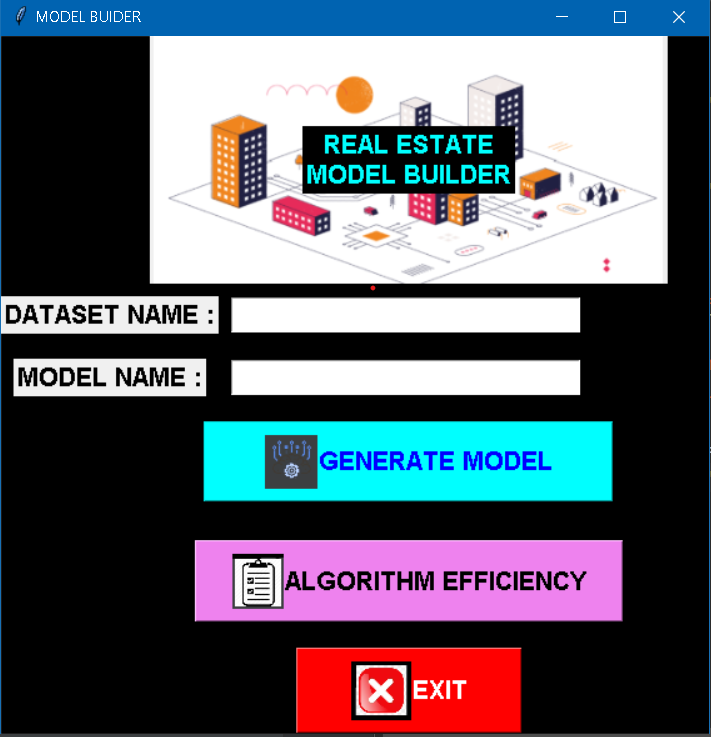 MODEL BUIDER
REAL ESTATE
MODEL BUILDER
DATASET NAME :
MODEL NAME :
GENERATE MODEL
ALGORITHM EFFICIENCY
EXIT